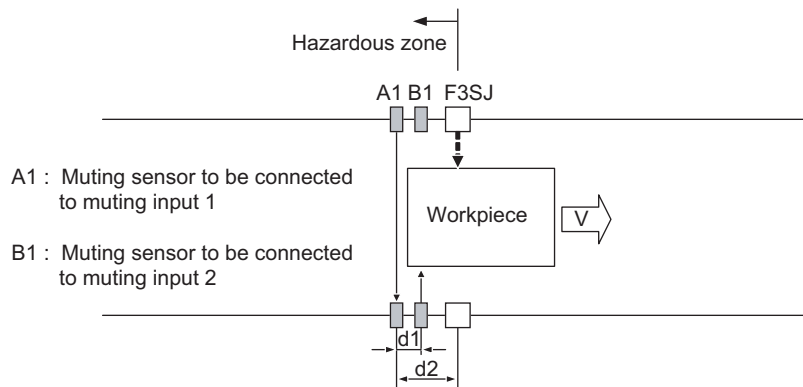 Hazardous zone
A1 B1 F3SJ
A1 : Muting sensor to be connected
to muting input 1
Workpiece
V
B1 : Muting sensor to be connected
to muting input 2
d1
d2